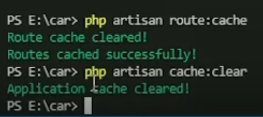 PS E:\car> php artisan route:cache
Route cache cleared!
Routes cached successfully!
PS E:\car> php artisan cache:clear
Application cache cleared!
PS E:\car>